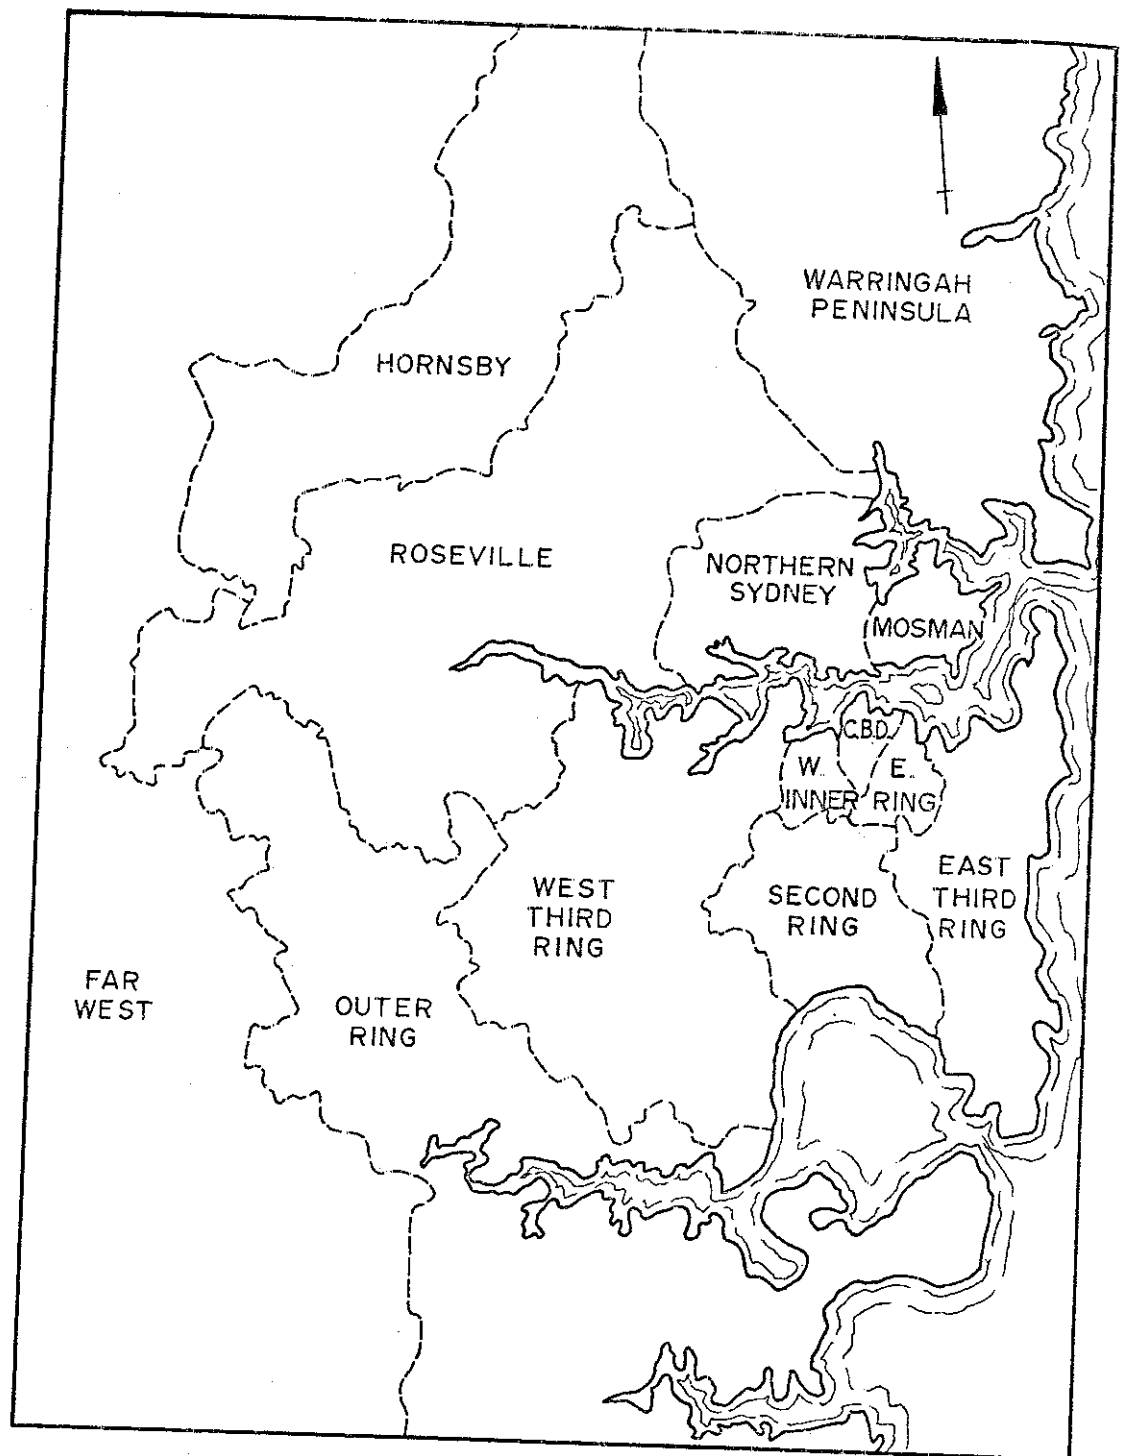 WARRINGAH
PENINSULA
HORNSBY
ROSEVILLE
NORTHERN
SYDNEY
MOSMAN
C.B.D.
W.
E.
INNER
RING
WEST
THIRD
RING
SECOND
RING
EAST
THIRD
RING
FAR
WEST
OUTER
RING